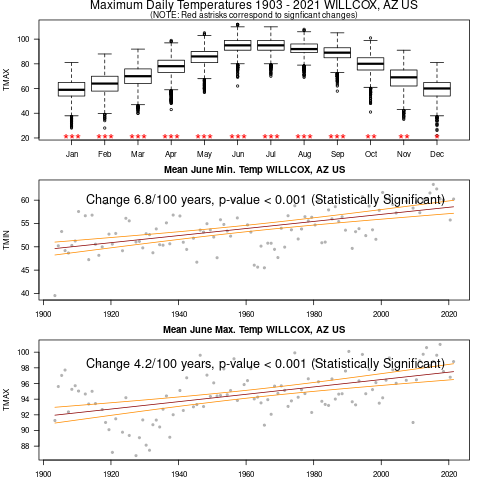 Maximum Daily Temperatures 1903 - 2021 WILLCOX, AZ US
(NOTE: Red astrisks correspond to signficant changes)
TMAX
100
80
60
40
20
*** *** *** *** *** *** *** *** *** ** ** *
Jan Feb Mar Apr May Jun Jul Aug Sep Oct Nov Dec
Mean June Min. Temp WILLCOX, AZ US
Change 6.8/100 years, p-value < 0.001 (Statistically Significant)
TMIN
60
55
50
45
40
1900 1920 1940 1960 1980 2000 2020
Mean June Max. Temp WILLCOX, AZ US
Change 4.2/100 years, p-value < 0.001 (Statistically Significant)
TMAX
100
98
96
94
92
90
88
1900 1920 1940 1960 1980 2000 2020